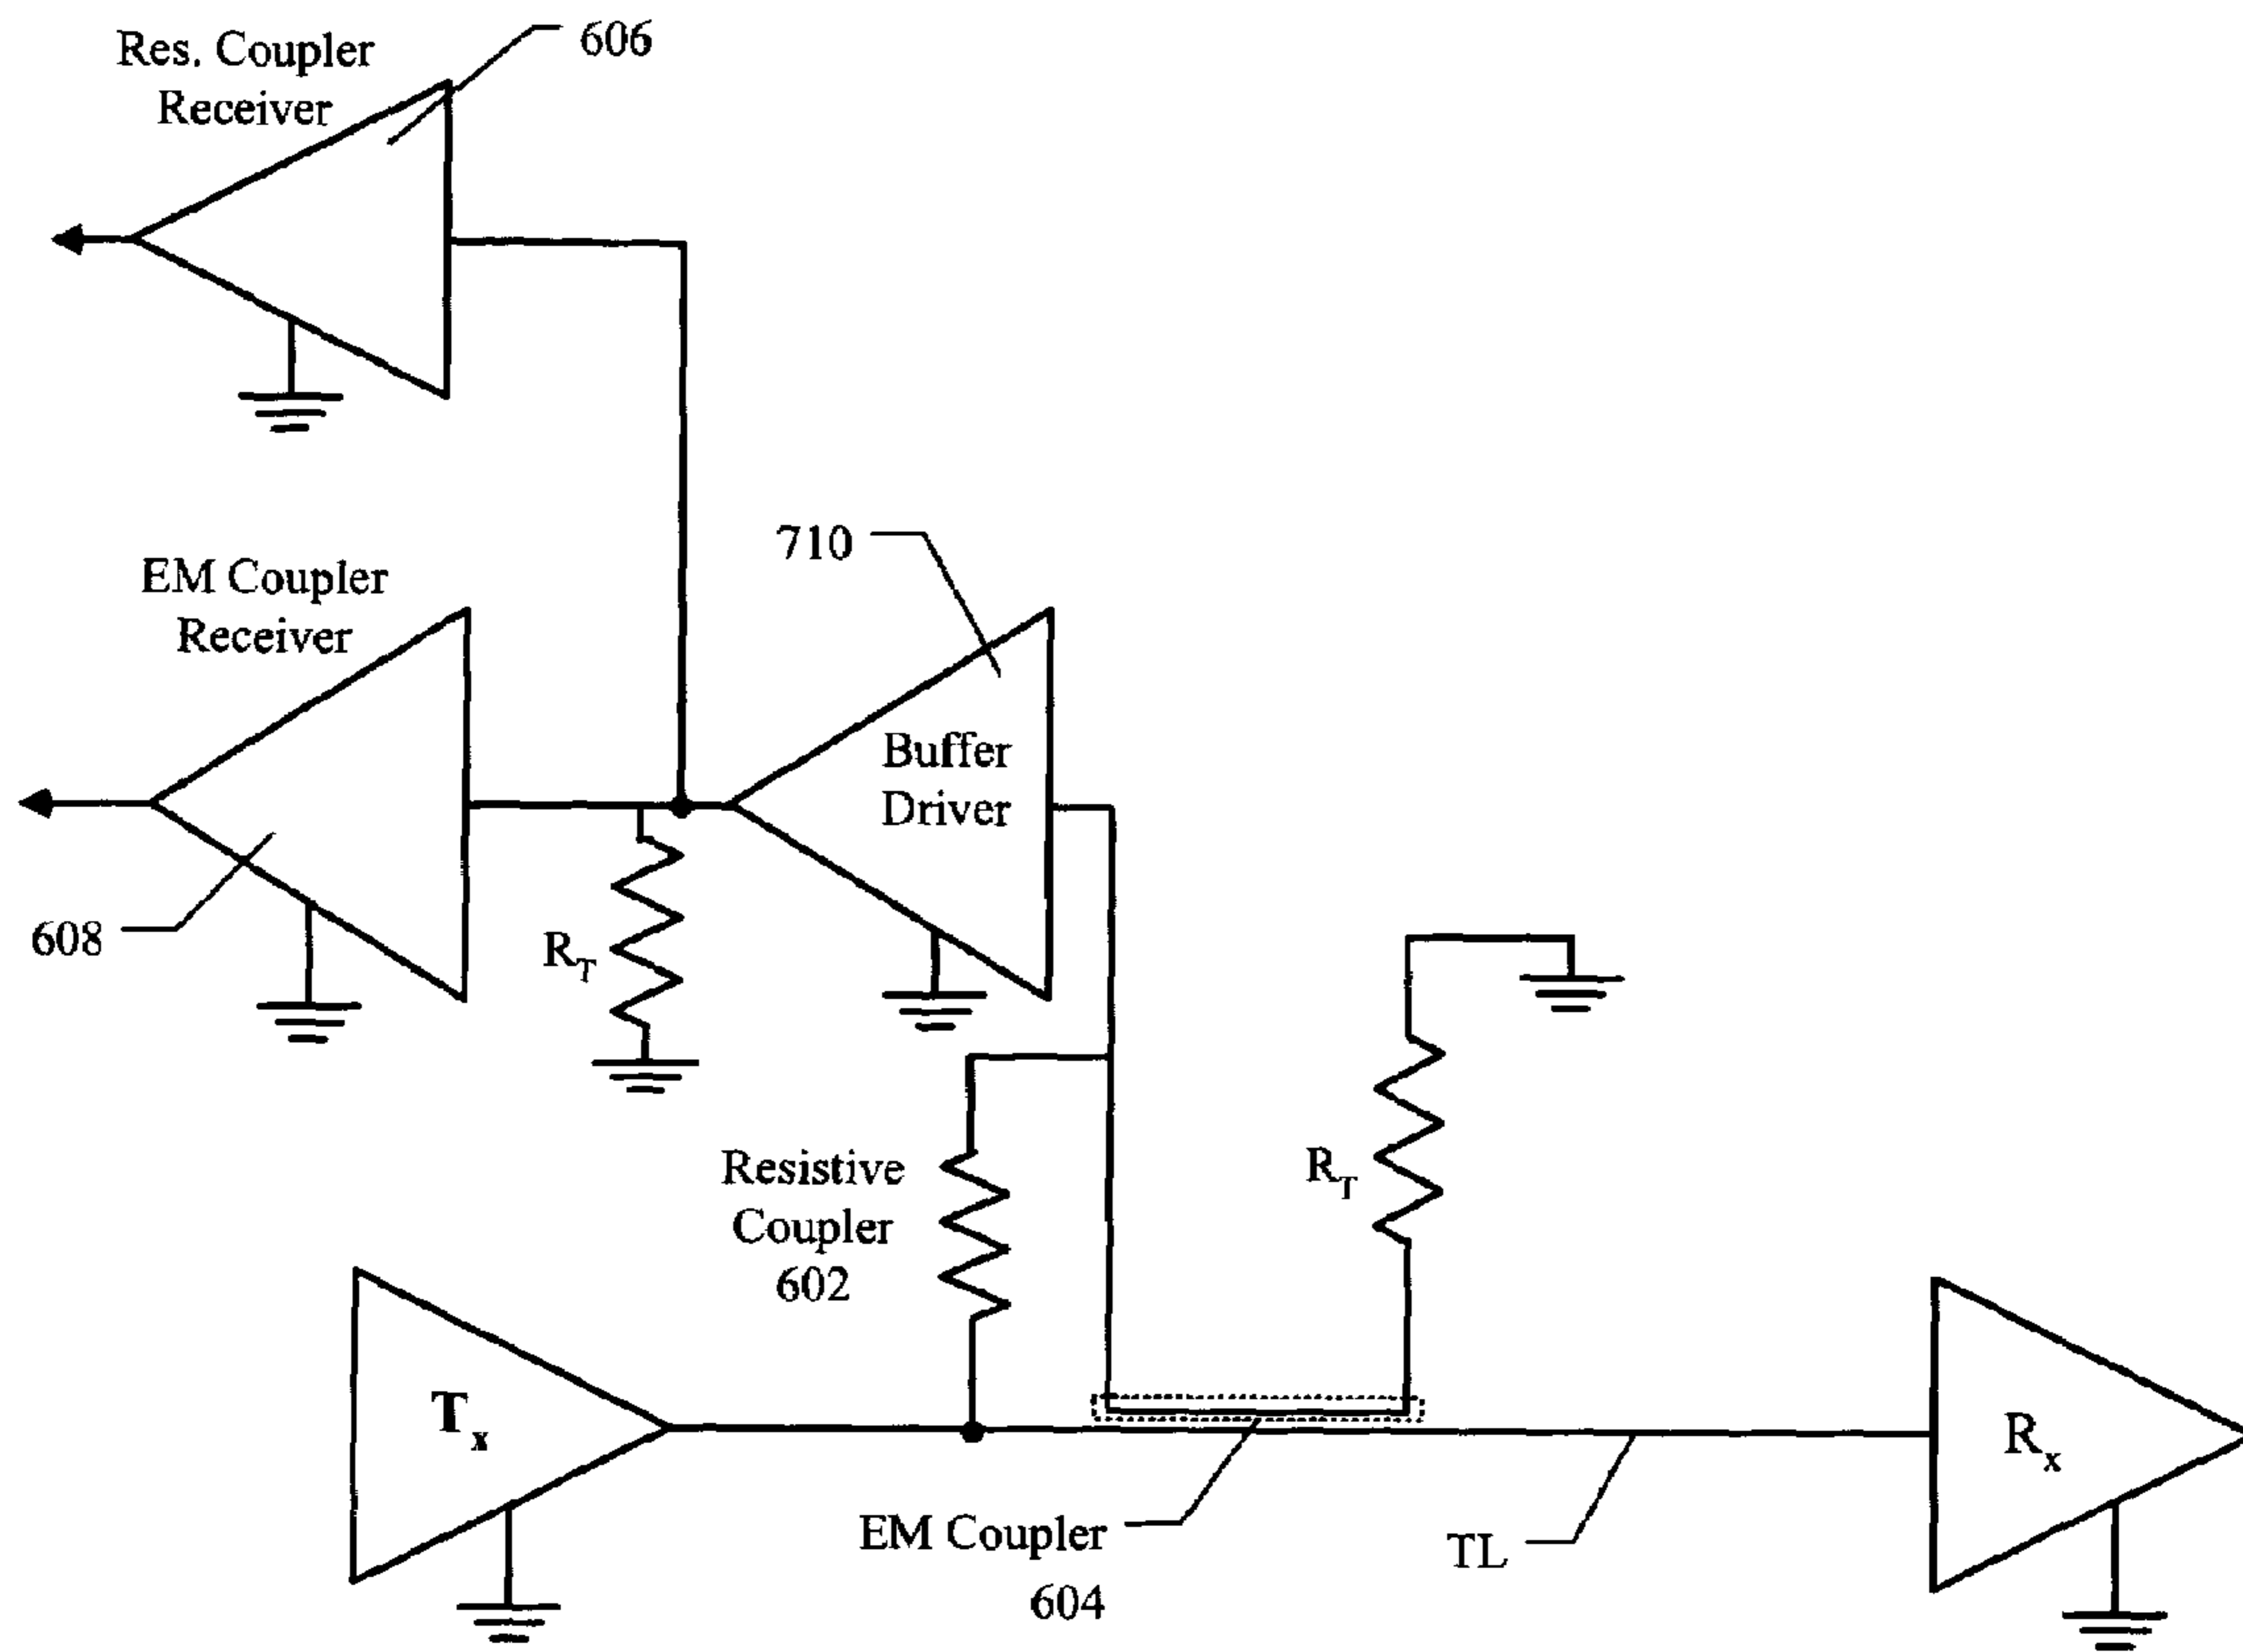 Res. Coupler
Receiver
606
710
EM Coupler
Receiver
Buffer
Driver
608
R_T
Resistive
Coupler
602
R_T
T_x
R_x
EM Coupler
604
TL